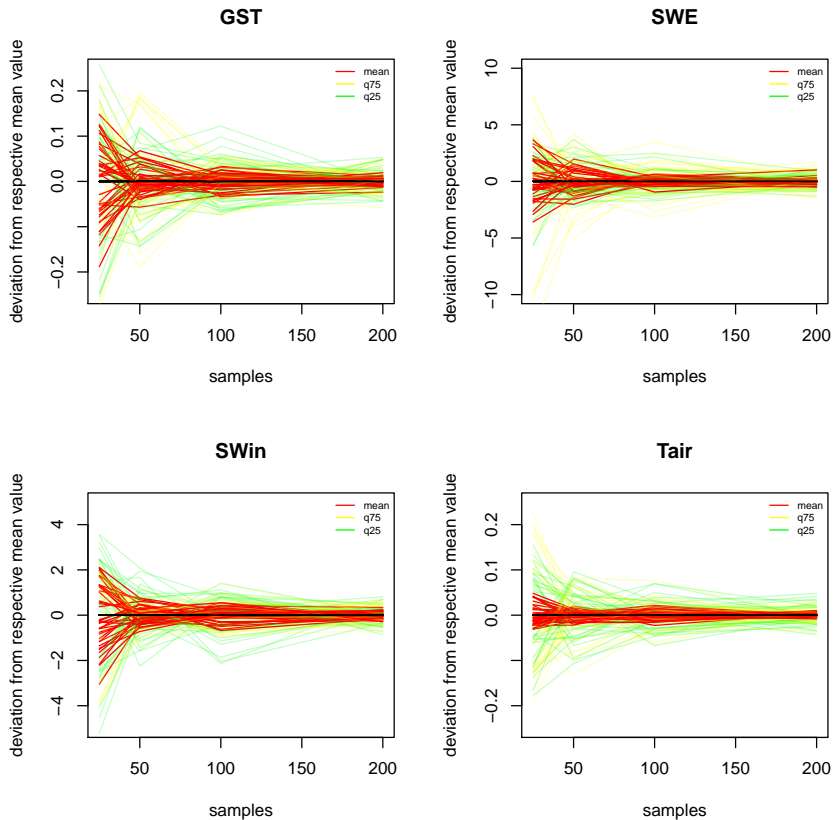 GST
deviation from respective mean value
0.2
0.1
0.0
−0.2
mean
q75
q25
50
100
150
200
samples
SWE
deviation from respective mean value
10
5
0
−5
−10
mean
q75
q25
50
100
150
200
samples
SWin
deviation from respective mean value
4
2
0
−2
−4
mean
q75
q25
50
100
150
200
samples
Tair
deviation from respective mean value
0.2
0.1
0.0
−0.2
mean
q75
q25
50
100
150
200
samples